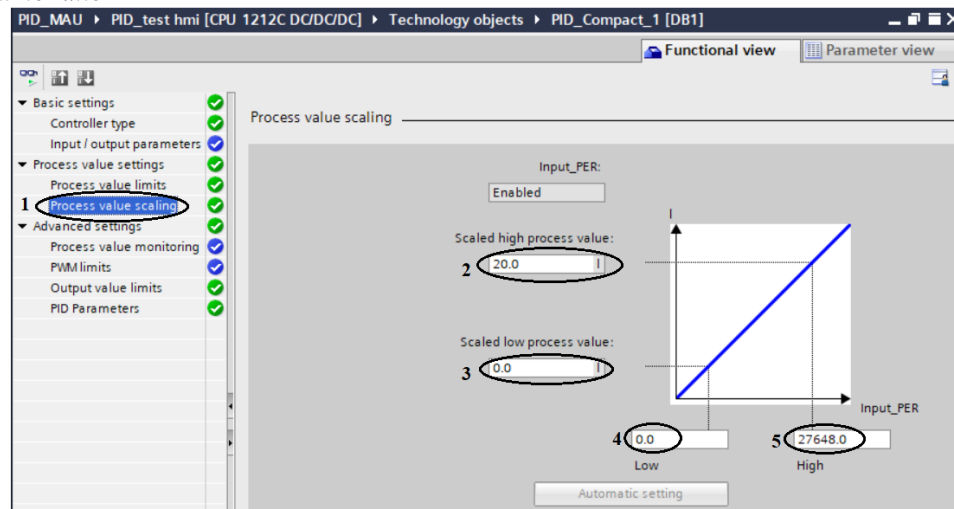 PID_MAU ▸ PID_test hmi [CPU 1212C DC/DC/DC] ▸ Technology objects ▸ PID_Compact_1 [DB1]
Functional view
Parameter view
Basic settings
Controller type
Input / output parameters
Process value settings
Process value limits
1 Process value scaling
Advanced settings
Process value monitoring
PWM limits
Output value limits
PID Parameters
Process value scaling
Input_PER:
Enabled
l
Scaled high process value:
2 20.0 l
Scaled low process value:
3 0.0 l
Input_PER
4 0.0
5 27648.0
Low
High
Automatic setting